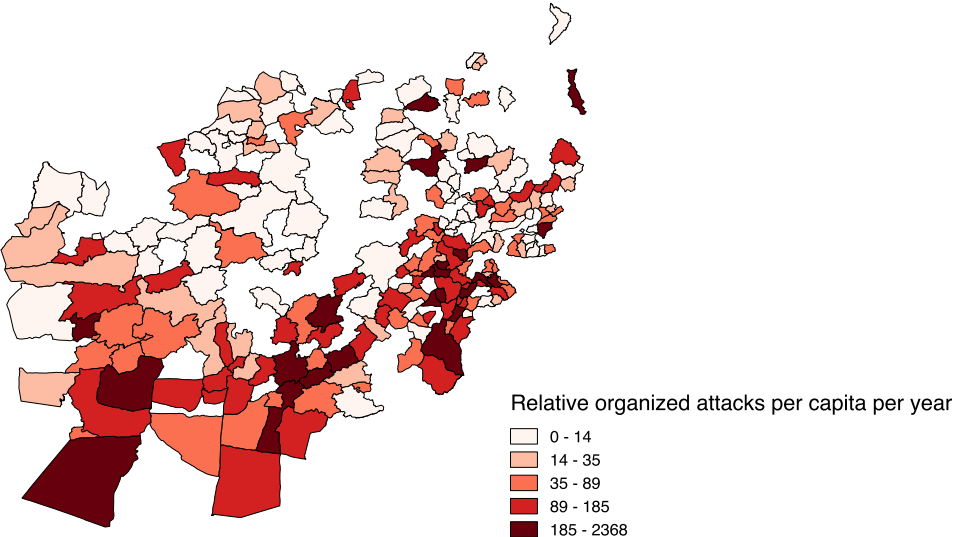 Relative organized attacks per capita per year
0 - 14
14 - 35
35 - 89
89 - 185
185 - 2368